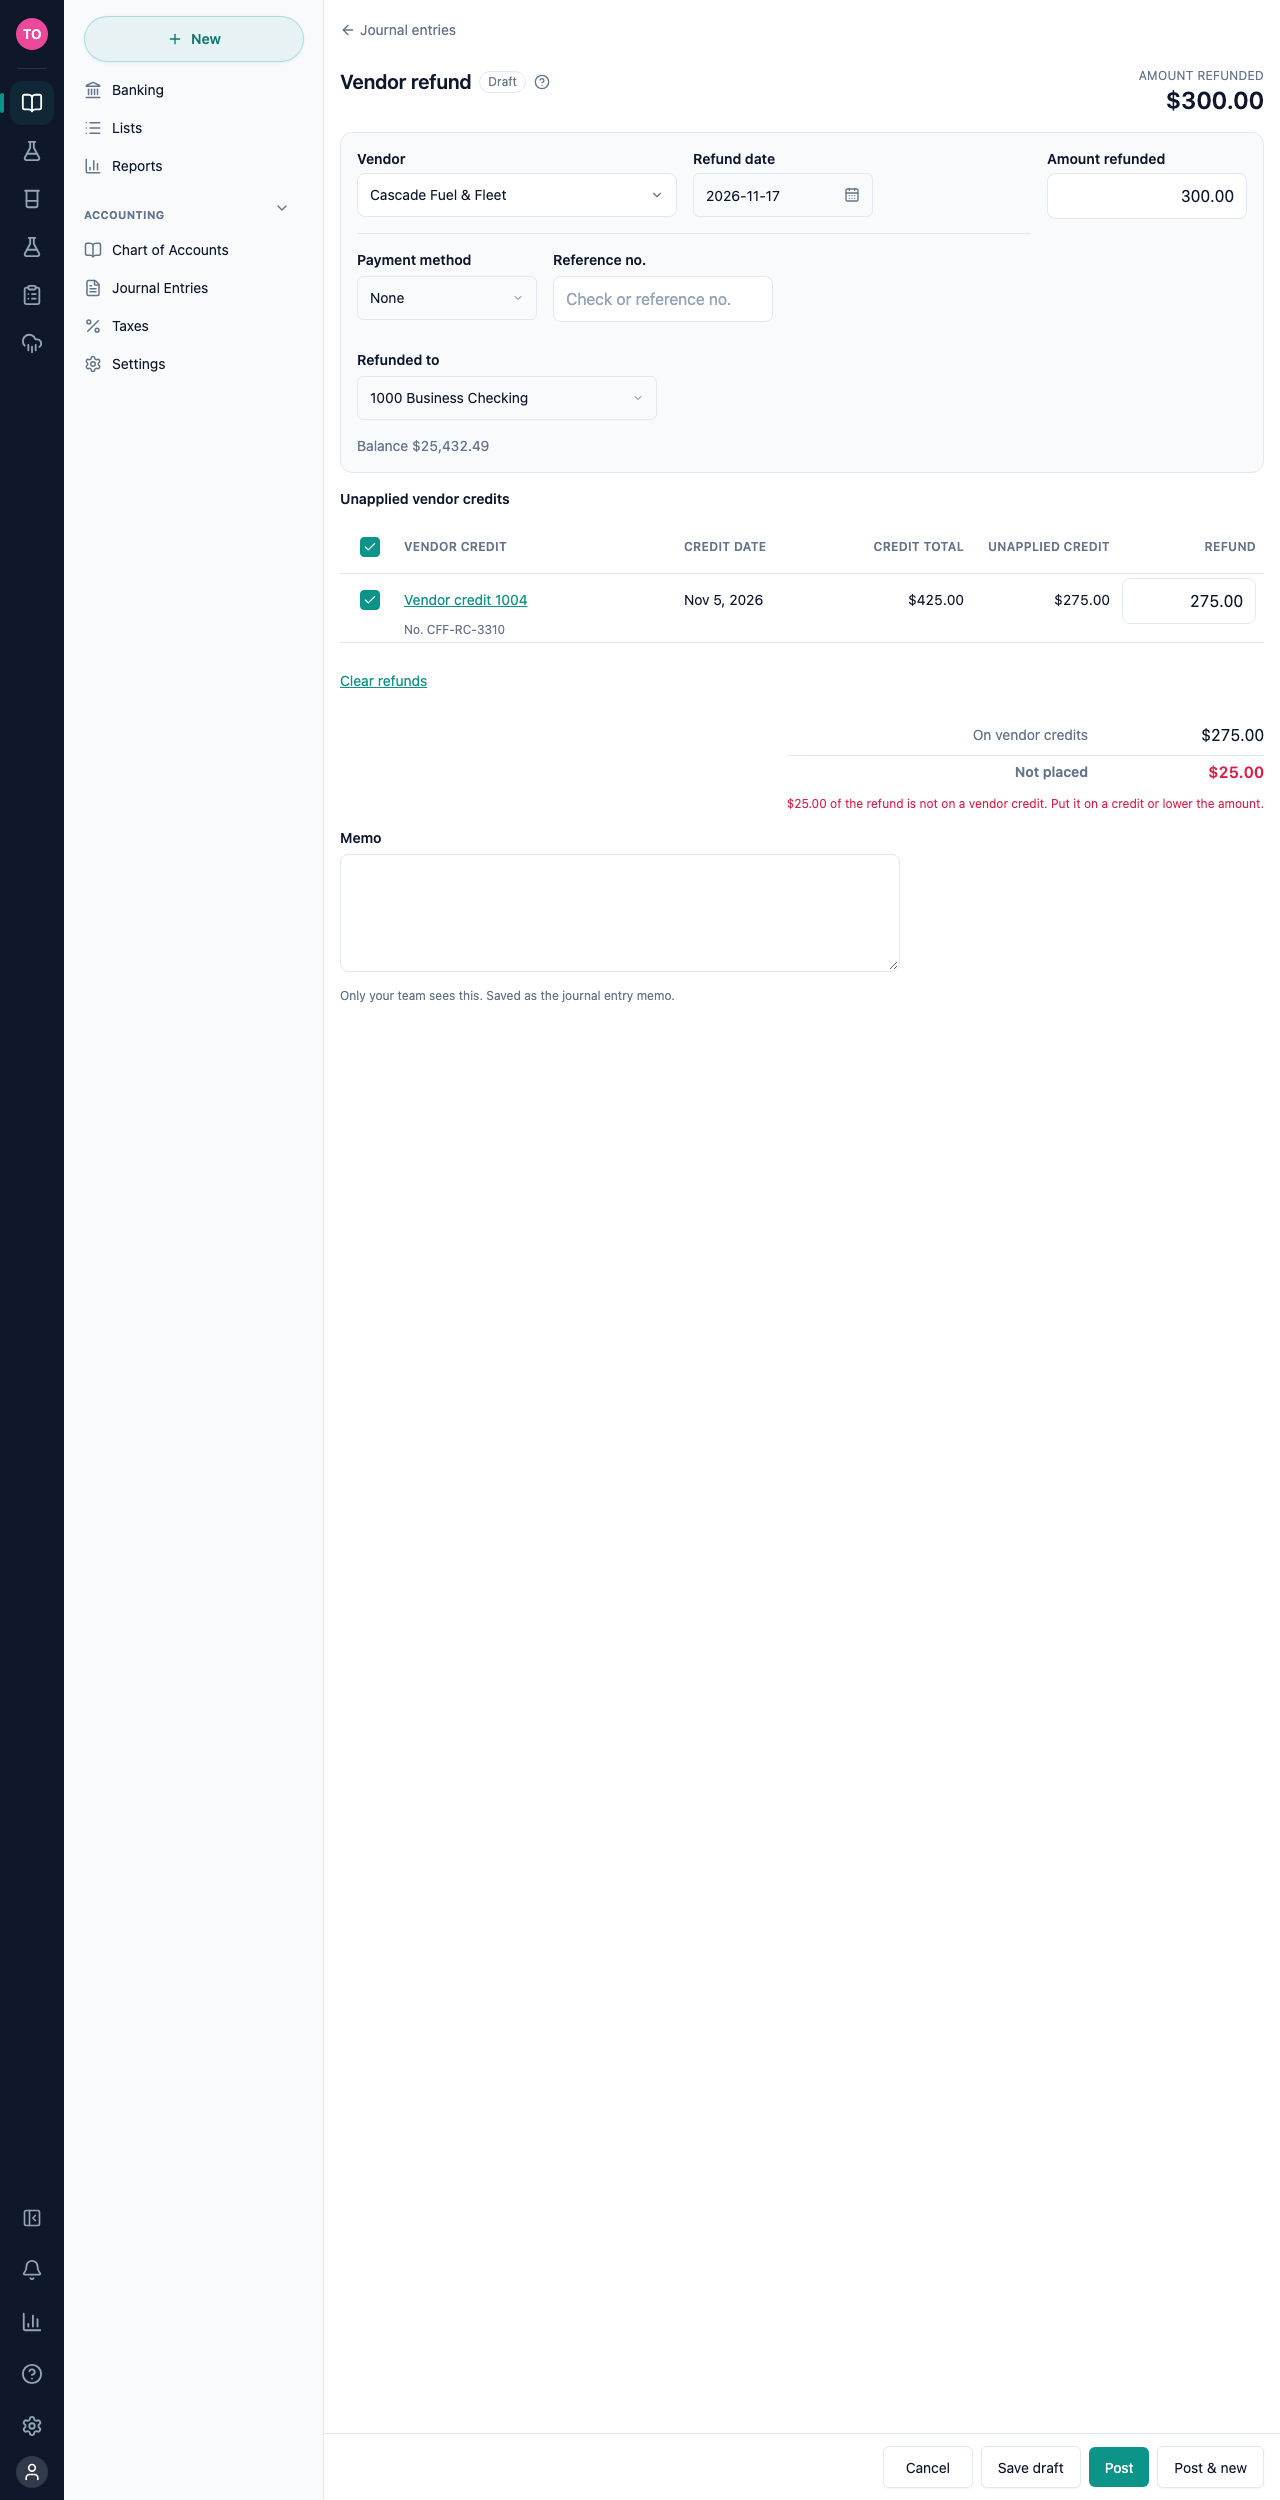 TO
New
Banking
Lists
Reports
ACCOUNTING
Chart of Accounts
Journal Entries
Taxes
Settings
Journal entries
Vendor refund
Draft
AMOUNT REFUNDED
$300.00
Vendor
Refund date
Amount refunded
Cascade Fuel & Fleet
2026-11-17
300.00
Payment method
Reference no.
None
Check or reference no.
Refunded to
1000 Business Checking
Balance $25,432.49
Unapplied vendor credits
VENDOR CREDIT CREDIT DATE CREDIT TOTAL UNAPPLIED CREDIT REFUND
Vendor credit 1004 Nov 5, 2026 $425.00 $275.00 275.00
No. CFF-RC-3310
Clear refunds
On vendor credits $275.00
Not placed $25.00
$25.00 of the refund is not on a vendor credit. Put it on a credit or lower the amount.
Memo
Only your team sees this. Saved as the journal entry memo.
Cancel
Save draft
Post
Post & new